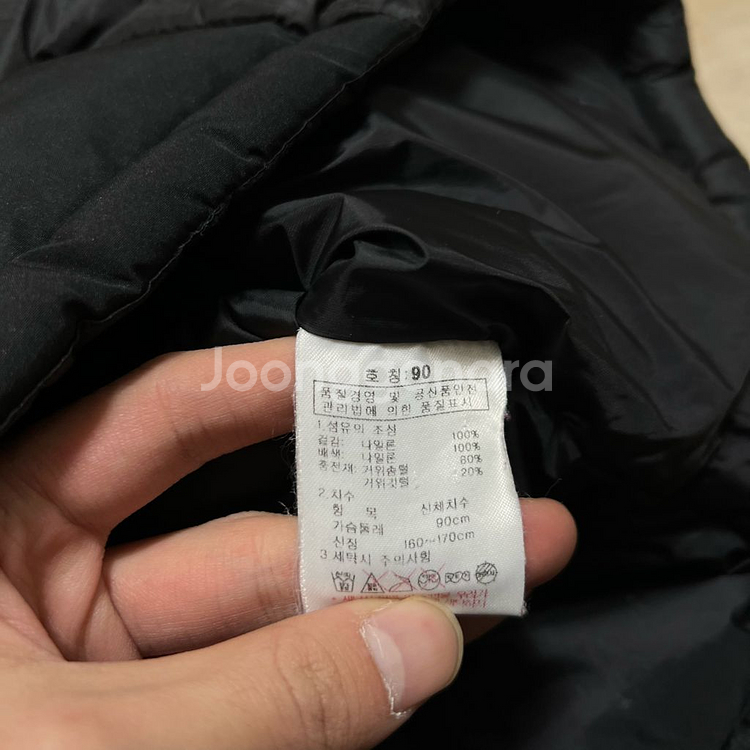 호 칭:90
Joonggonara
품질경영 및 공산품안전
관리법에 의한 품질표시
1.섬유의 조성
겉감: 나일론 100%
배색: 나일론 100%
충전재: 거위솜털 80%
거위깃털 20%
2.치수
항 목 신체치수
가슴둘레 90cm
신장 160~170cm
3.세탁시 주의사항